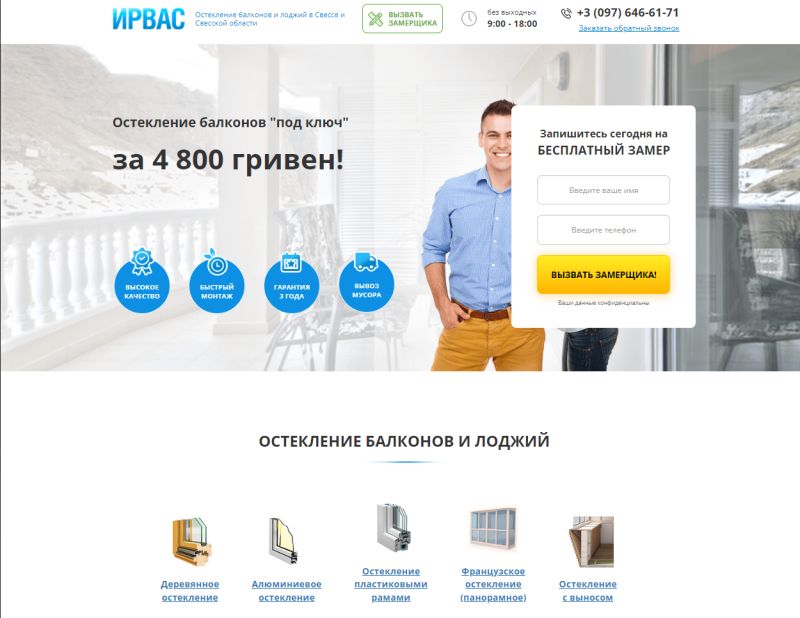 ИРВАС
Остекление балконов и лоджий в Свессе и
Свесской области
ВЫЗВАТЬ
ЗАМЕРЩИКА
без выходных
9:00 - 18:00
+3 (097) 646-61-71
Заказать обратный звонок
Остекление балконов "под ключ"
за 4 800 гривен!
ВЫСОКОЕ
КАЧЕСТВО
БЫСТРЫЙ
МОНТАЖ
ГАРАНТИЯ
3 ГОДА
ВЫВОЗ
МУСОРА
Запишитесь сегодня на
БЕСПЛАТНЫЙ ЗАМЕР
Введите ваше имя
Введите телефон
ВЫЗВАТЬ ЗАМЕРЩИКА!
Ваши данные конфиденциальны
ОСТЕКЛЕНИЕ БАЛКОНОВ И ЛОДЖИЙ
Деревянное
остекление
Алюминиевое
остекление
Остекление
пластиковыми
рамами
Французское
остекление
(панорамное)
Остекление
с выносом